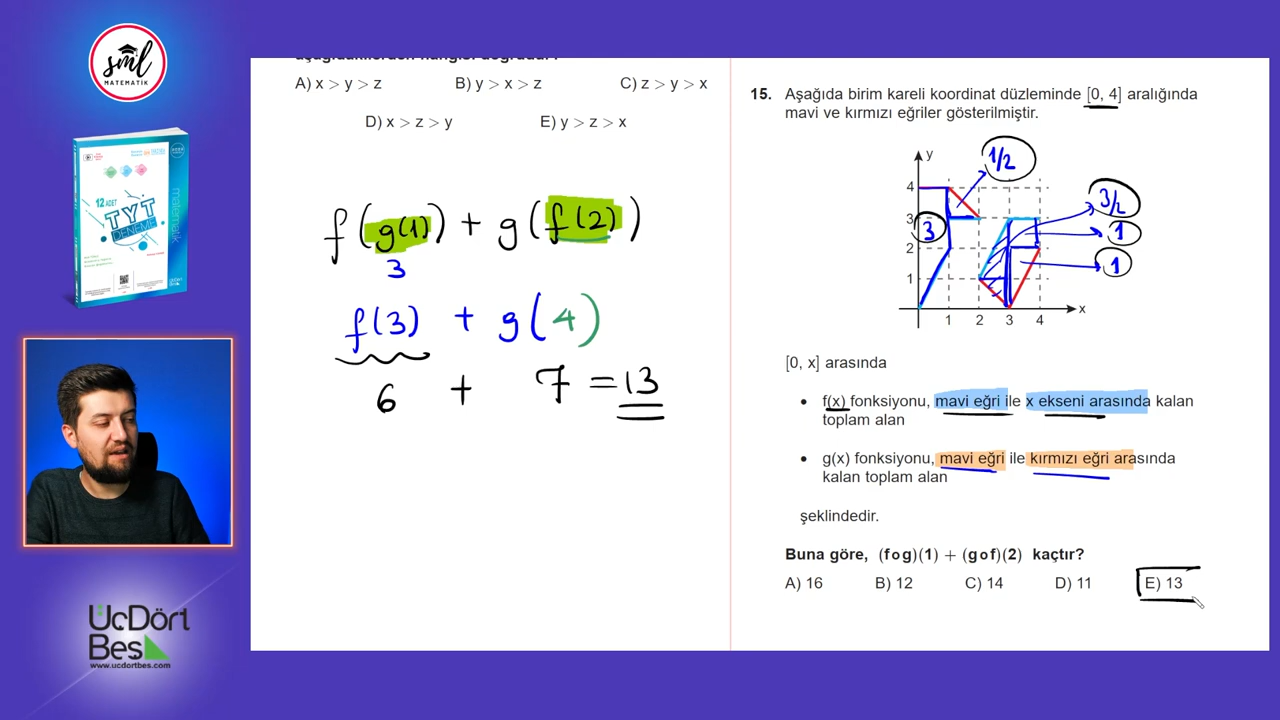 sml
MATEMATİK
12 ADET
TYT
DENEME
matematik
ÜçDört
Beş
www.ucdortbes.com
A) x > y > z
B) y > x > z
C) z > y > x
D) x > z > y
E) y > z > x
f(g(1)) + g(f(2))
3
f(3) + g(4)
6 + 7 = 13
15. Aşağıda birim kareli koordinat düzleminde [0, 4] aralığında
mavi ve kırmızı eğriler gösterilmiştir.
y
4
3
2
1
1 2 3 4
x
1/2
3
3/2
1
1
[0, x] arasında
• f(x) fonksiyonu, mavi eğri ile x ekseni arasında kalan
toplam alan
• g(x) fonksiyonu, mavi eğri ile kırmızı eğri arasında
kalan toplam alan
şeklindedir.
Buna göre, (fog)(1) + (gof)(2) kaçtır?
A) 16
B) 12
C) 14
D) 11
E) 13